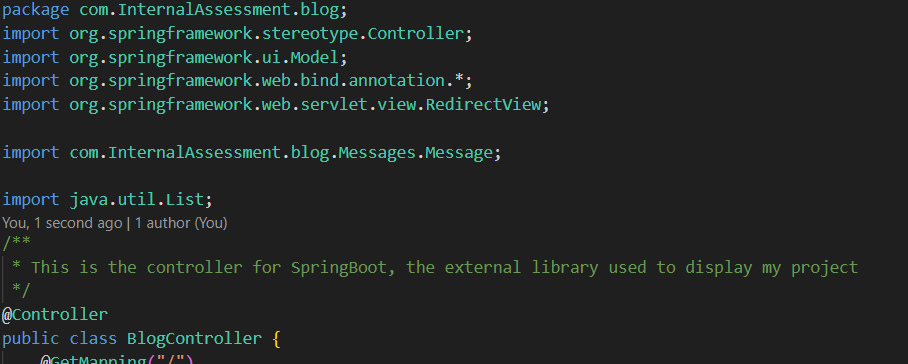 package com.InternalAssessment.blog;
import org.springframework.stereotype.Controller;
import org.springframework.ui.Model;
import org.springframework.web.bind.annotation.*;
import org.springframework.web.servlet.view.RedirectView;
import com.InternalAssessment.blog.Messages.Message;
import java.util.List;
You, 1 second ago | 1 author (You)
/**
* This is the controller for SpringBoot, the external library used to display my project
*/
@Controller
public class BlogController {
@GetMapping("/")